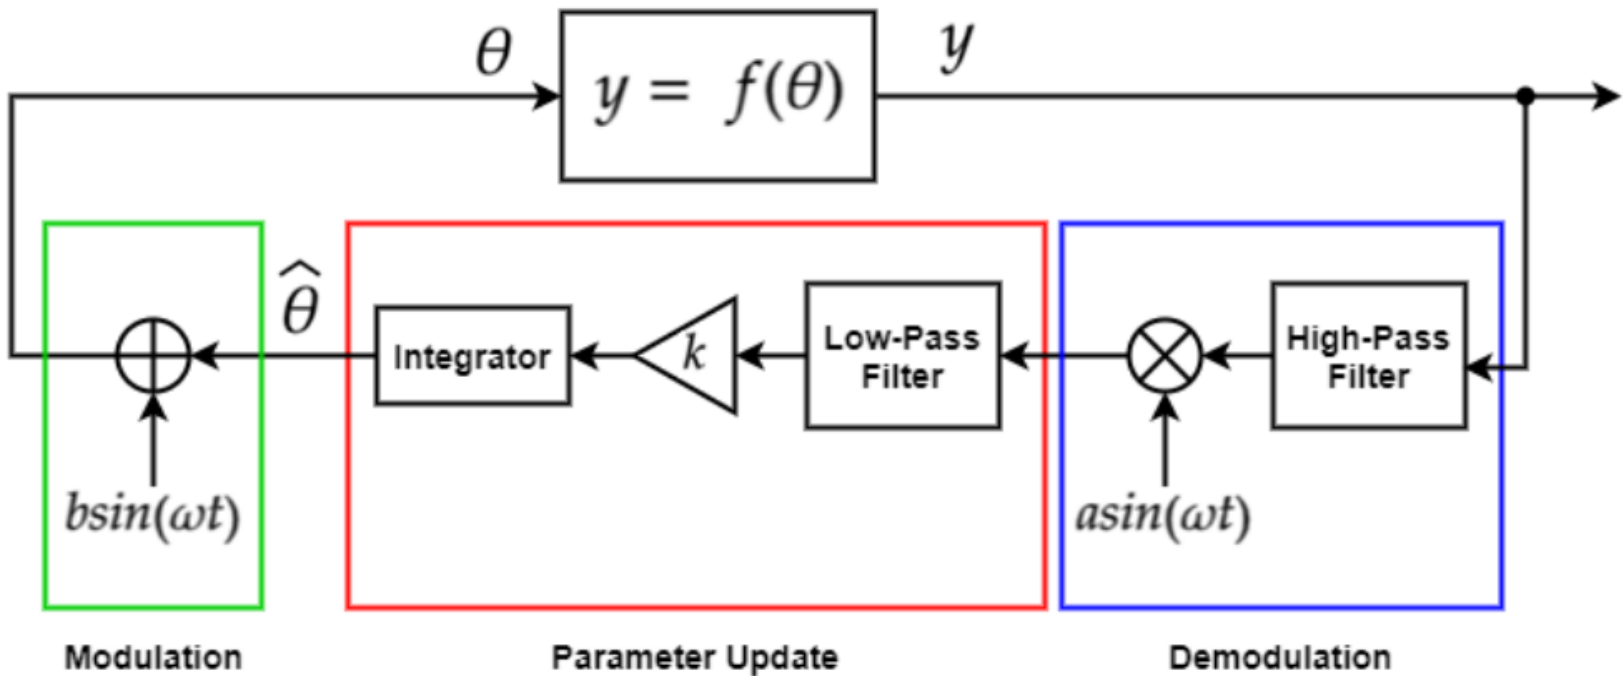 θ
y
y = f(θ)
θ̂
Integrator
k
Low-Pass
Filter
High-Pass
Filter
bsin(ωt)
asin(ωt)
Modulation
Parameter Update
Demodulation